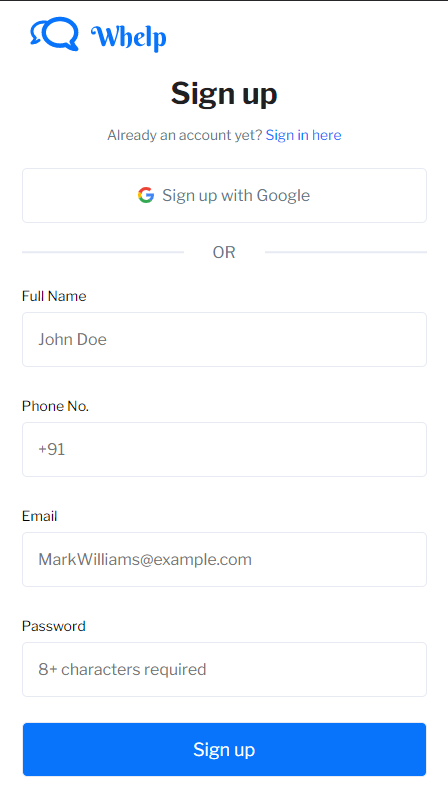 Whelp
Sign up
Already an account yet? Sign in here
Sign up with Google
OR
Full Name
John Doe
Phone No.
+91
Email
MarkWilliams@example.com
Password
8+ characters required
Sign up